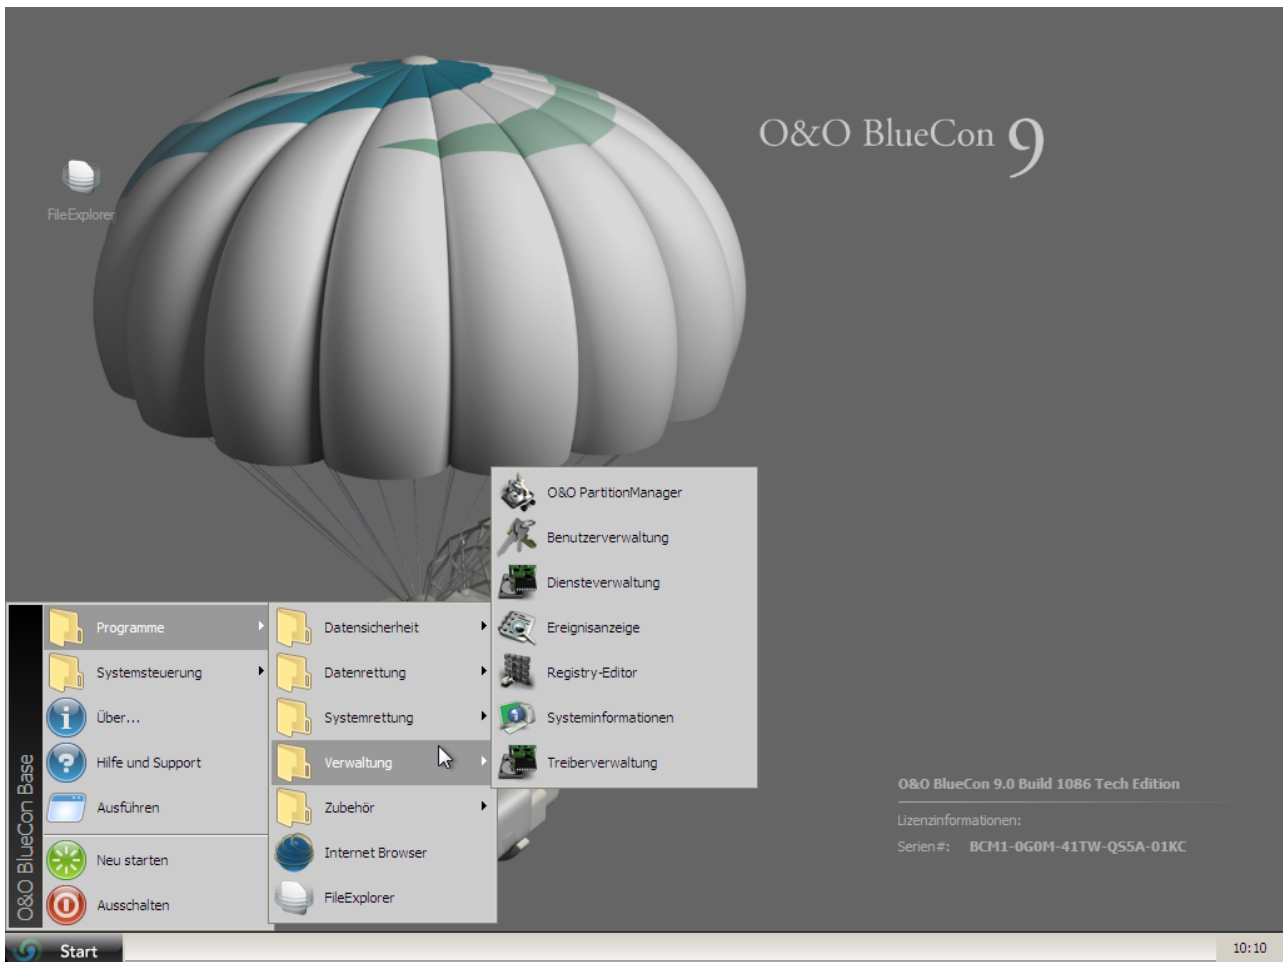 O&O BlueCon 9
FileExplorer
O&O PartitionManager
Benutzerverwaltung
Diensteverwaltung
Ereignisanzeige
Registry-Editor
Systeminformationen
Treiberverwaltung
Datensicherheit
Datenrettung
Systemrettung
Verwaltung
Zubehör
Internet Browser
FileExplorer
Programme
Systemsteuerung
Über...
Hilfe und Support
Ausführen
Neu starten
Ausschalten
O&O BlueCon Base
O&O BlueCon 9.0 Build 1086 Tech Edition
Lizenzinformationen:
Serien#: BCM1-0G0M-41TW-Q55A-01KC
Start
10:10